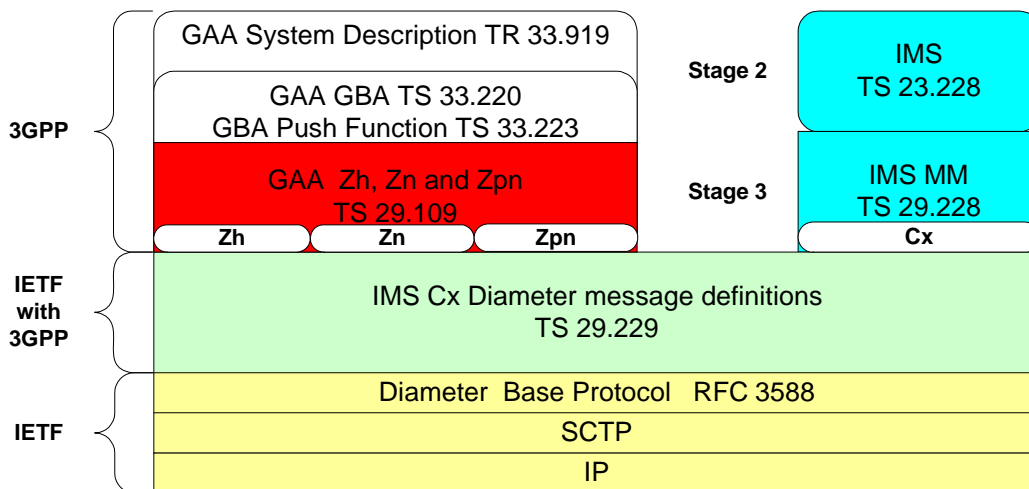 GAA System Description TR 33.919
Stage 2
IMS
TS 23.228
GAA GBA TS 33.220
GBA Push Function TS 33.223
3GPP
GAA Zh, Zn and Zpn
TS 29.109
Stage 3
IMS MM
TS 29.228
Zh
Zn
Zpn
Cx
IETF
with
3GPP
IMS Cx Diameter message definitions
TS 29.229
Diameter Base Protocol RFC 3588
IETF
SCTP
IP